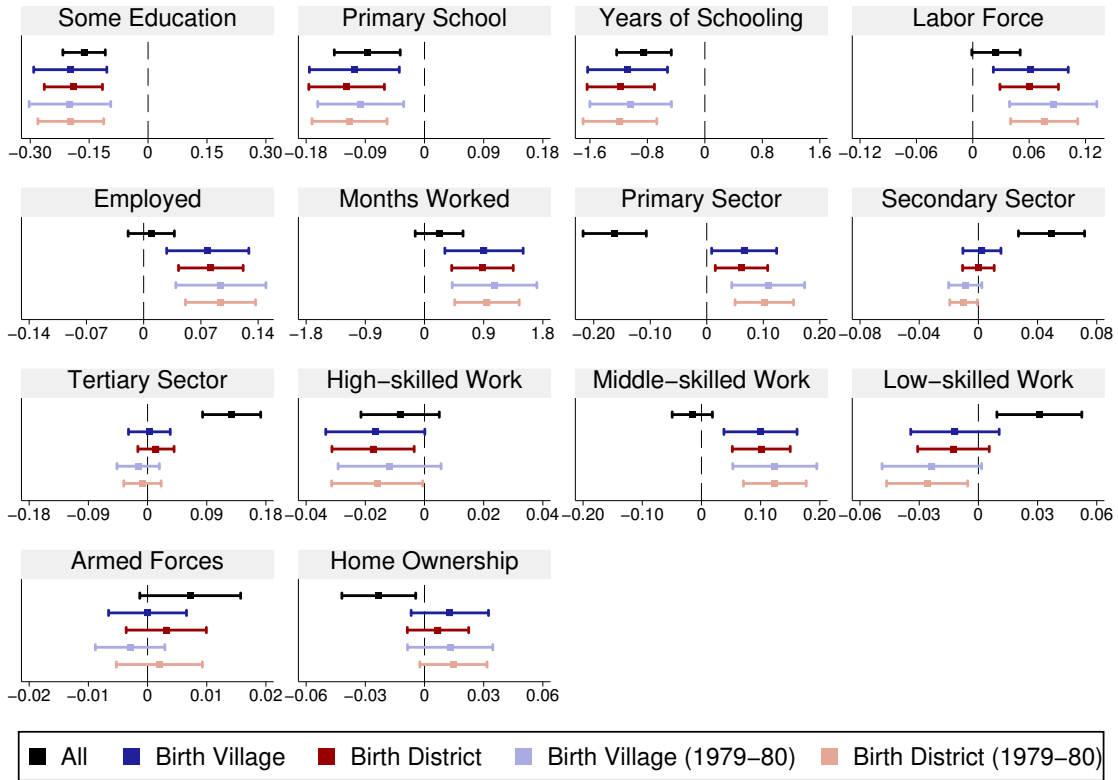 Some Education Primary School Years of Schooling Labor Force
−0.30 −0.15 0 0.15 0.30 −0.18 −0.09 0 0.09 0.18 −1.6 −0.8 0 0.8 1.6 −0.12 −0.06 0 0.06 0.12
Employed Months Worked Primary Sector Secondary Sector
−0.14 −0.07 0 0.07 0.14 −1.8 −0.9 0 0.9 1.8 −0.20 −0.10 0 0.10 0.20 −0.08 −0.04 0 0.04 0.08
Tertiary Sector High−skilled Work Middle−skilled Work Low−skilled Work
−0.18 −0.09 0 0.09 0.18 −0.04 −0.02 0 0.02 0.04 −0.20 −0.10 0 0.10 0.20 −0.06 −0.03 0 0.03 0.06
Armed Forces Home Ownership
−0.02 −0.01 0 0.01 0.02 −0.06 −0.03 0 0.03 0.06
All Birth Village Birth District Birth Village (1979−80) Birth District (1979−80)